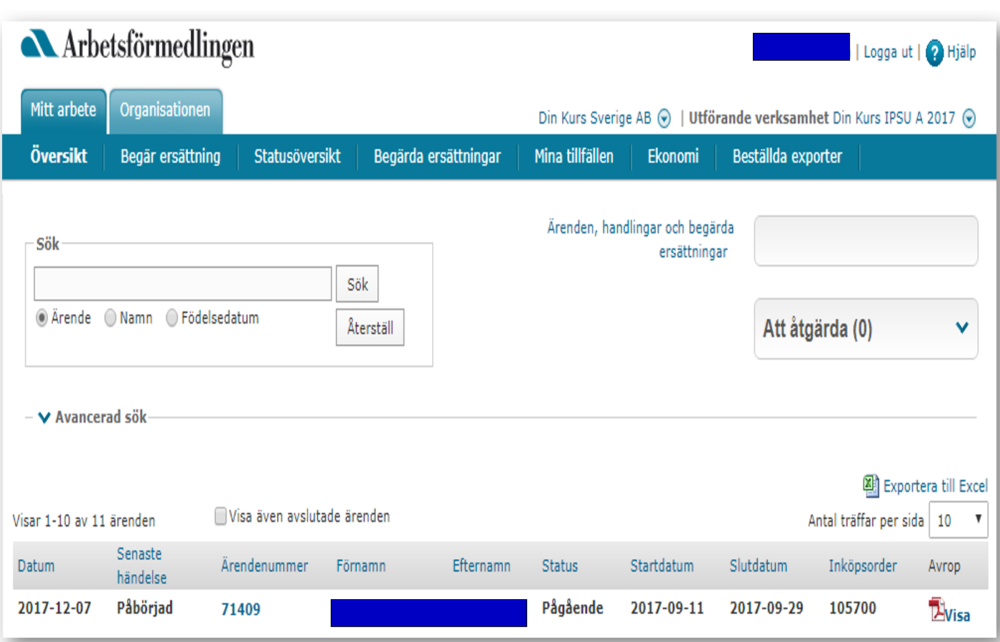 Arbetsförmedlingen
| Logga ut | ? Hjälp
Mitt arbete Organisationen
Din Kurs Sverige AB | Utförande verksamhet Din Kurs IPSU A 2017
Översikt Begär ersättning Statusöversikt Begärda ersättningar Mina tillfällen Ekonomi Beställda exporter
Ärenden, handlingar och begärda
ersättningar
Sök
Sök
Ärende Namn Födelsedatum
Återställ
Att åtgärda (0)
Avancerad sök
Exportera till Excel
Visar 1-10 av 11 ärenden Visa även avslutade ärenden Antal träffar per sida 10
Datum Senaste händelse Ärendenummer Förnamn Efternamn Status Startdatum Slutdatum Inköpsorder Avrop
2017-12-07 Påbörjad 71409 Pågående 2017-09-11 2017-09-29 105700 Visa